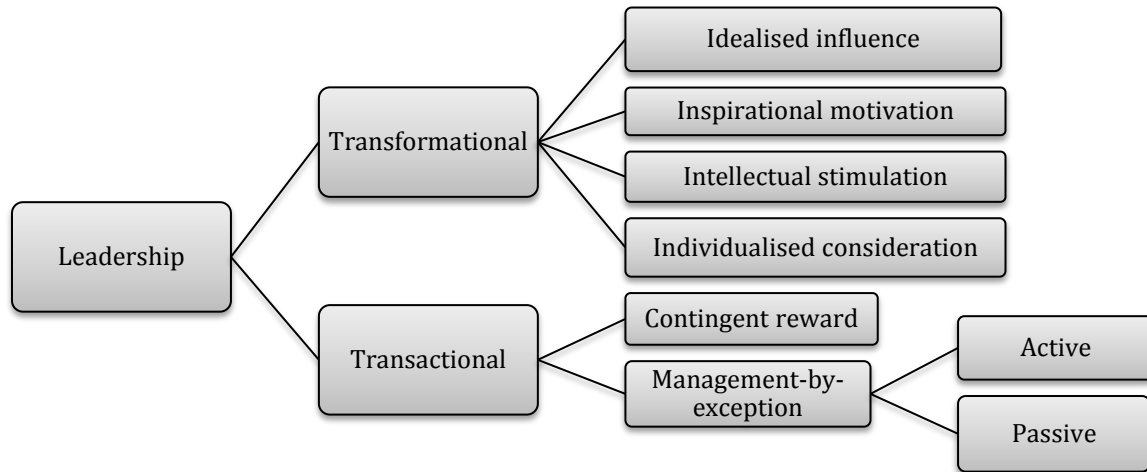 Leadership
Transformational
Idealised influence
Inspirational motivation
Intellectual stimulation
Individualised consideration
Transactional
Contingent reward
Management-by-
exception
Active
Passive